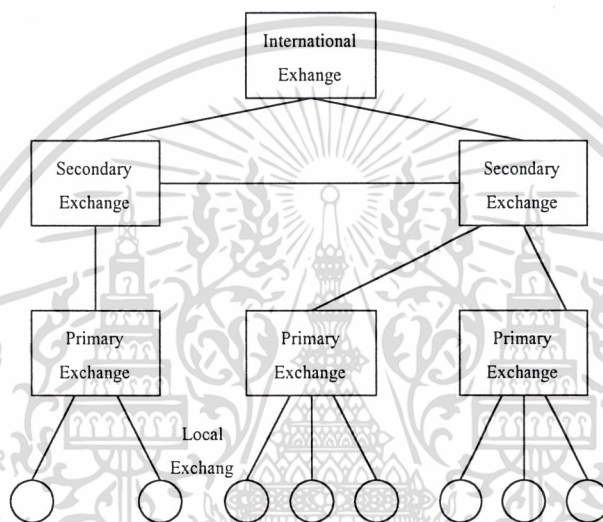 International
Exhange
Secondary
Exchange
Secondary
Exchange
Primary
Exchange
Primary
Exchange
Primary
Exchange
Local
Exchang